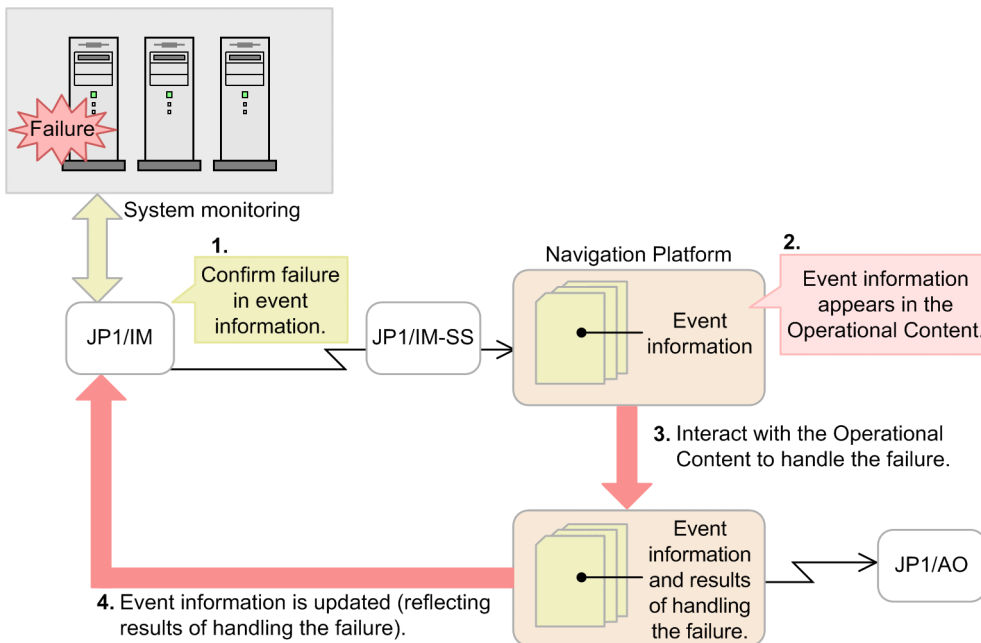 Failure
System monitoring
1.
Confirm failure
in event
information.
JP1/IM
JP1/IM-SS
Navigation Platform
Event
information
2.
Event information
appears in the
Operational Content.
3. Interact with the Operational
Content to handle the failure.
Event
information
and results
of handling
the failure.
JP1/AO
4. Event information is updated (reflecting
results of handling the failure).